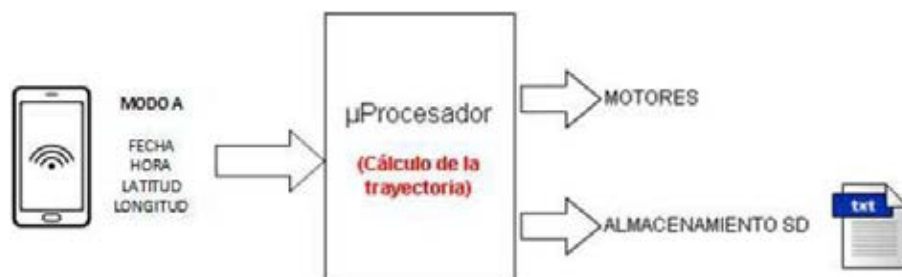 MODO A
FECHA
HORA
LATITUD
LONGITUD
µProcesador
(Cálculo de la
trayectoria)
MOTORES
ALMACENAMIENTO SD
txt